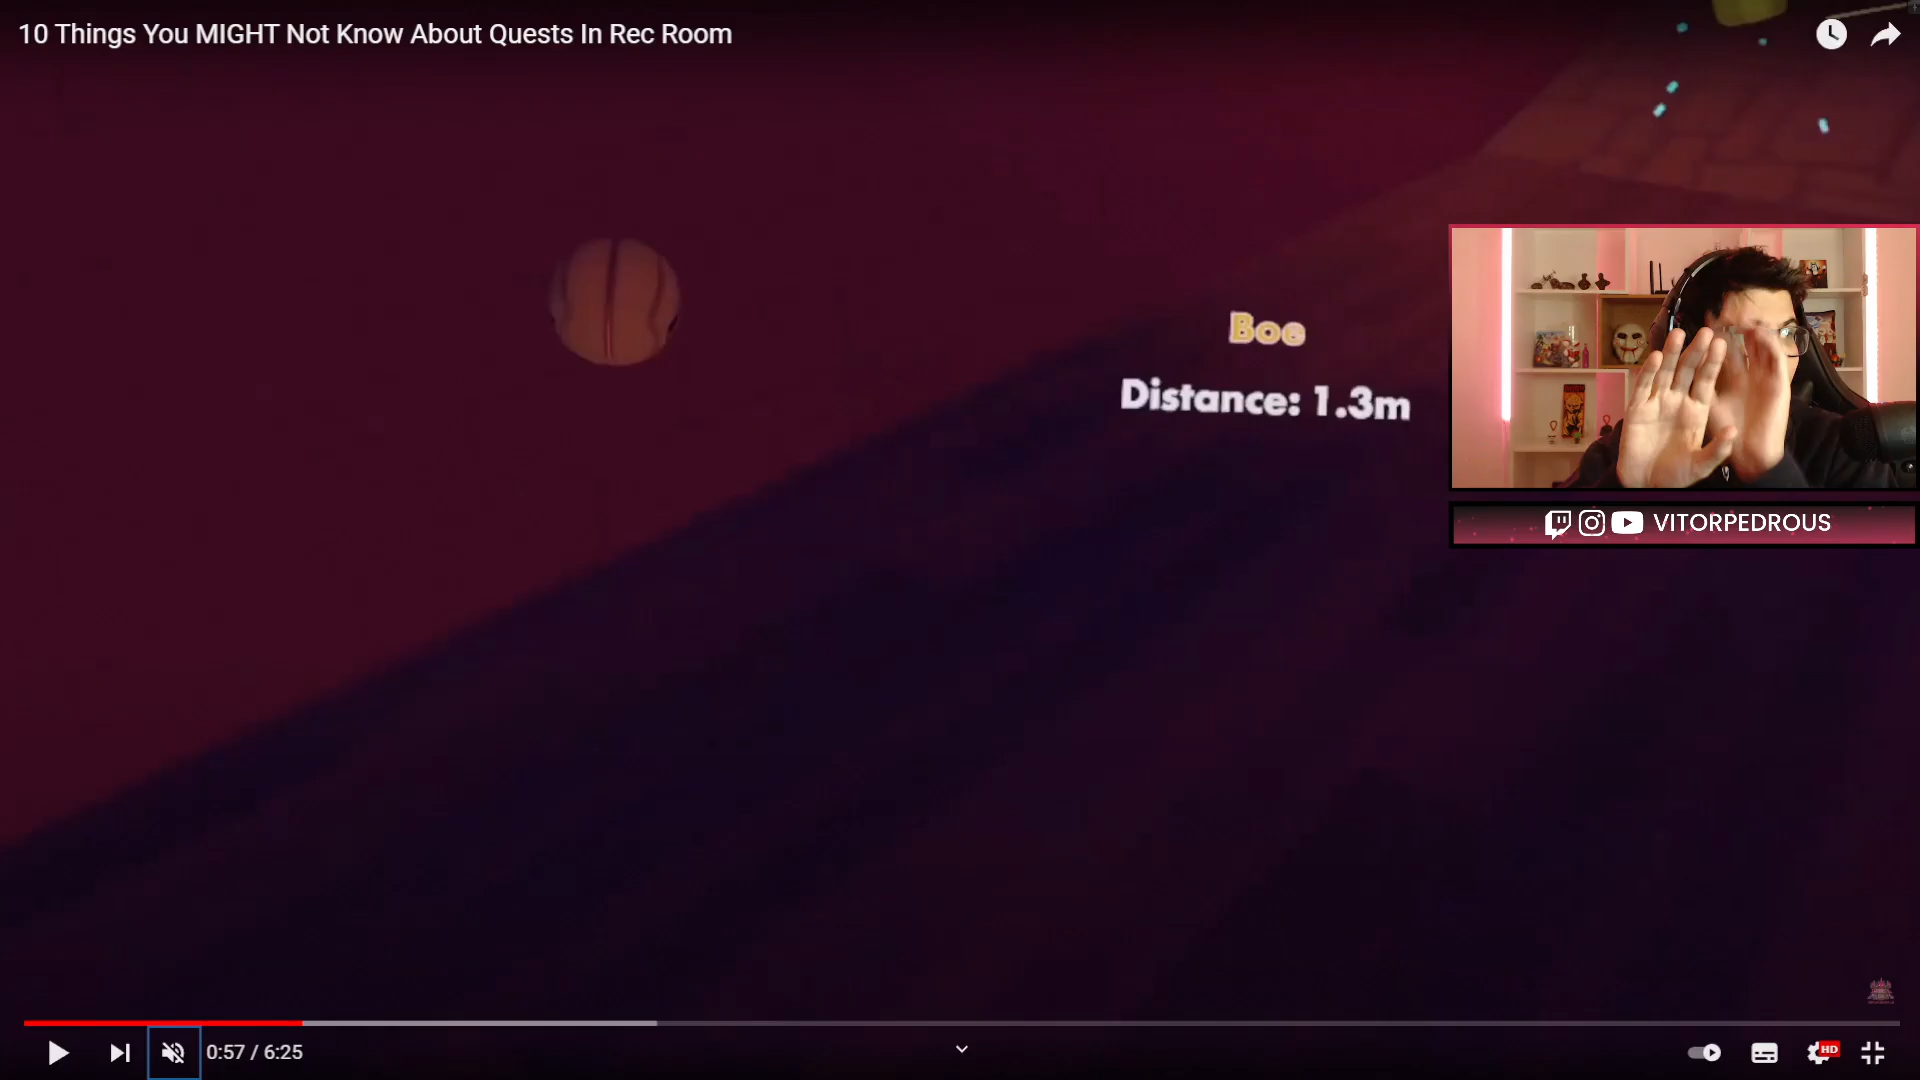 10 Things You MIGHT Not Know About Quests In Rec Room
Boe
Distance: 1.3m
VITORPEDROUS
0:57 / 6:25
HD